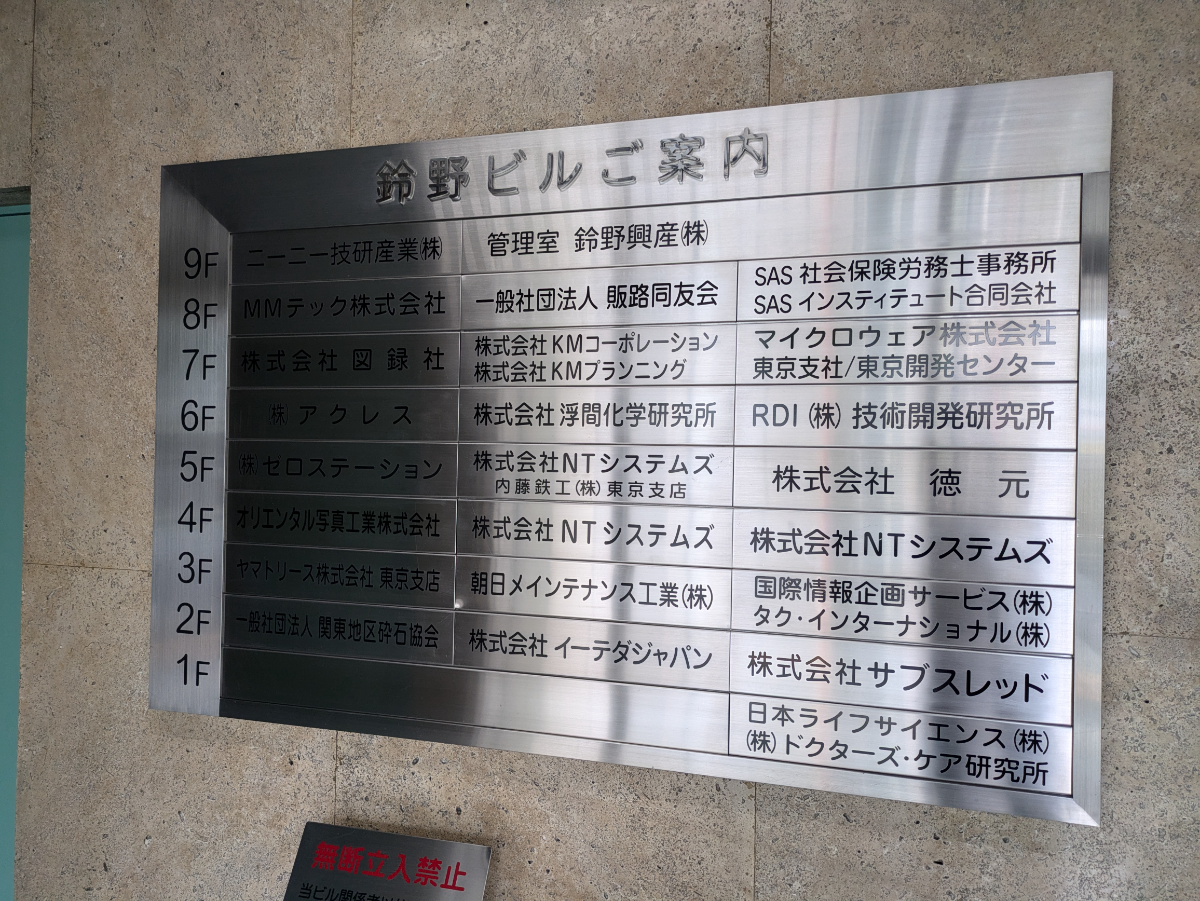 鈴野ビルご案内
9F 二一二一技研産業㈱ 管理室 鈴野興産㈱
8F MMテック株式会社 一般社団法人 販路同友会 SAS 社会保険労務士事務所
SAS インスティテュート合同会社
7F 株式会社図録社 株式会社KMコーポレーション マイクロウェア株式会社
株式会社KMプランニング 東京支社/東京開発センター
6F ㈱アクレス 株式会社 浮間化学研究所 RDI(株)技術開発研究所
5F ㈱ゼロステーション 株式会社NTシステムズ 株式会社 徳元
内藤鉄工(株)東京支店
4F オリエンタル写真工業株式会社 株式会社NTシステムズ 株式会社NTシステムズ
3F ヤマトリース株式会社 東京支店 朝日メインテナンス工業(株) 国際情報企画サービス(株)
タク・インターナショナル(株)
2F 一般社団法人 関東地区砕石協会 株式会社 イーテダジャパン 株式会社サブスレッド
1F 日本ライフサイエンス(株)
(株)ドクターズ・ケア研究所
無断立入禁止